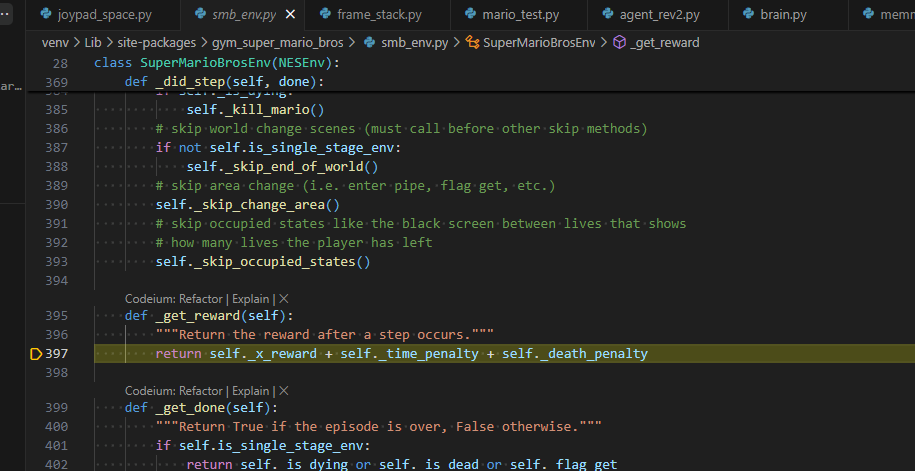 joypad_space.py smb_env.py frame_stack.py mario_test.py agent_rev2.py brain.py
venv > Lib > site-packages > gym_super_mario_bros > smb_env.py > SuperMarioBrosEnv > _get_reward
28 class SuperMarioBrosEnv(NESEnv):
369 def _did_step(self, done):
385 self._kill_mario()
386 # skip world change scenes (must call before other skip methods)
387 if not self.is_single_stage_env:
388 self._skip_end_of_world()
389 # skip area change (i.e. enter pipe, flag get, etc.)
390 self._skip_change_area()
391 # skip occupied states like the black screen between lives that shows
392 # how many lives the player has left
393 self._skip_occupied_states()
394
Codeium: Refactor | Explain | ×
395 def _get_reward(self):
396 """Return the reward after a step occurs."""
397 return self._x_reward + self._time_penalty + self._death_penalty
398
Codeium: Refactor | Explain | ×
399 def _get_done(self):
400 """Return True if the episode is over, False otherwise."""
401 if self.is_single_stage_env:
402 return self._is_dying or self._is_dead or self._flag_get